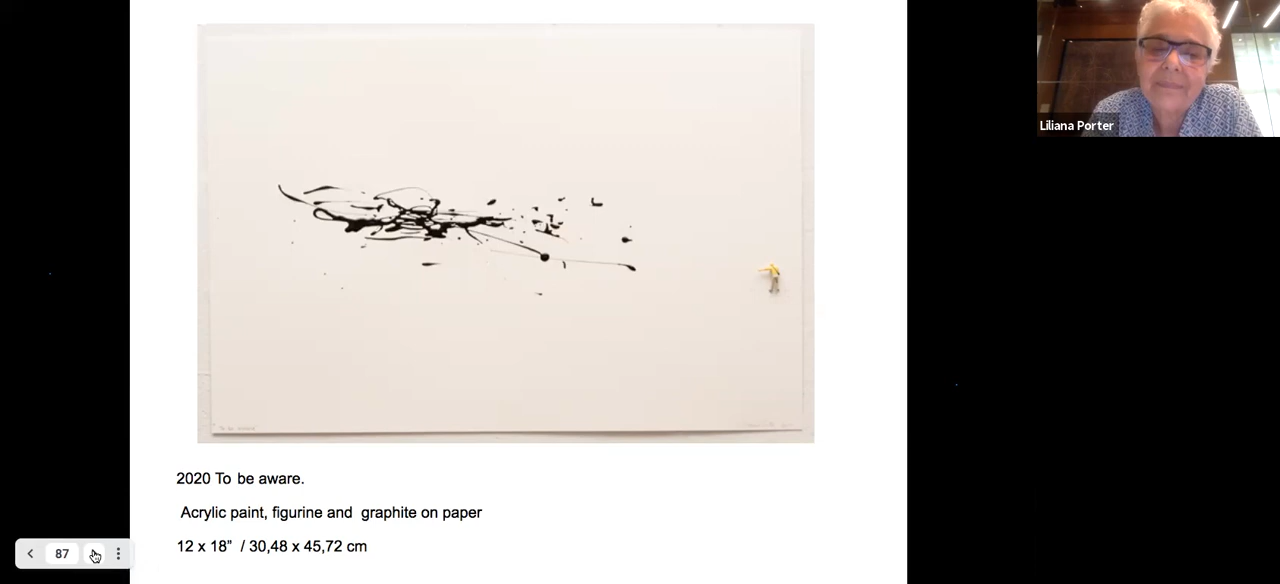 Liliana Porter
2020 To be aware.
Acrylic paint, figurine and graphite on paper
12 x 18” / 30,48 x 45,72 cm
87